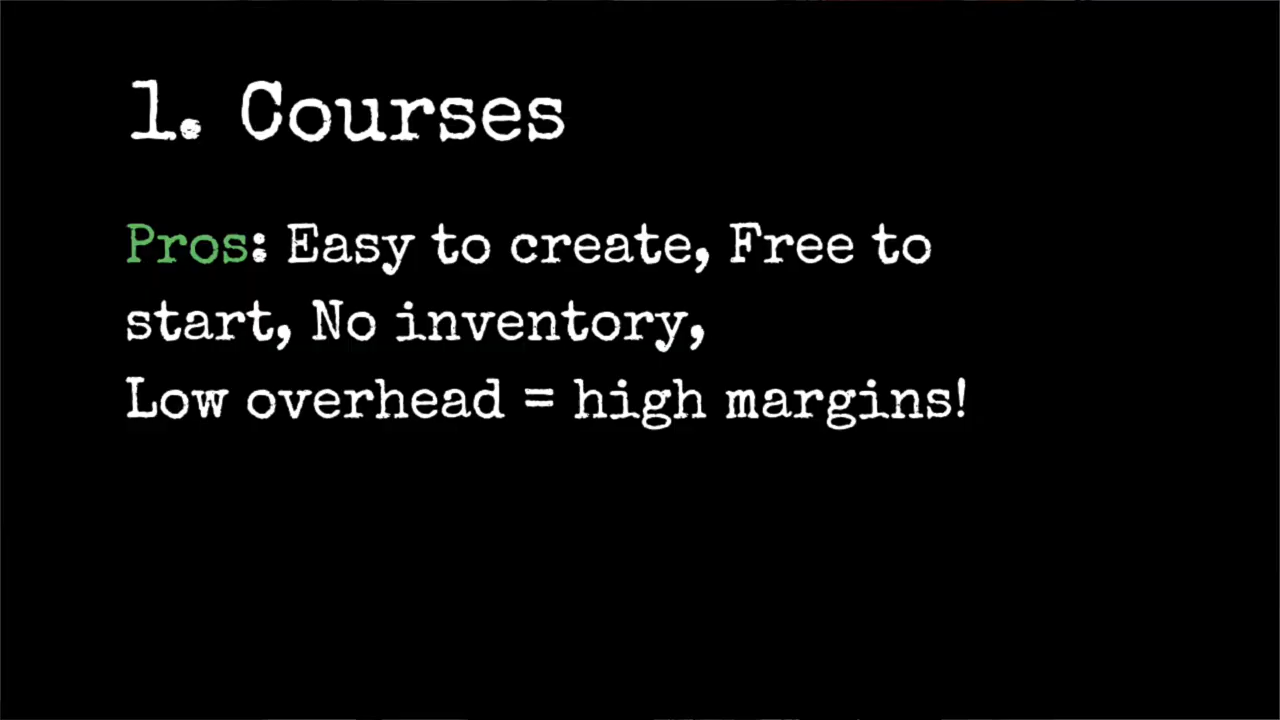 1. Courses
Pros: Easy to create, Free to
start, No inventory,
Low overhead = high margins!